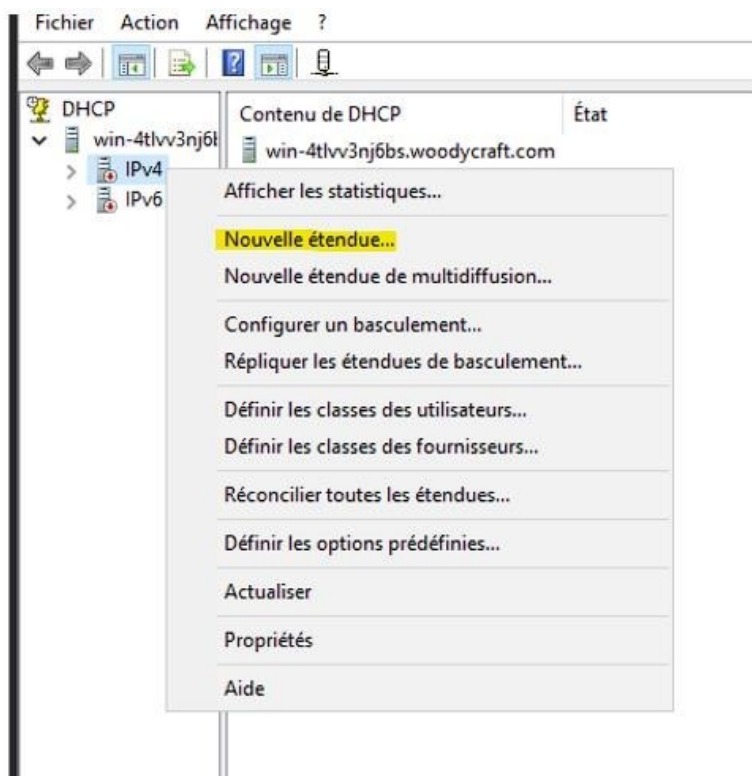 Fichier Action Affichage ?
DHCP
win-4tlvv3nj6b
IPv4
IPv6
Contenu de DHCP État
win-4tlvv3nj6bs.woodycraft.com
Afficher les statistiques...
Nouvelle étendue...
Nouvelle étendue de multidiffusion...
Configurer un basculement...
Répliquer les étendues de basculement...
Définir les classes des utilisateurs...
Définir les classes des fournisseurs...
Réconcilier toutes les étendues...
Définir les options prédéfinies...
Actualiser
Propriétés
Aide